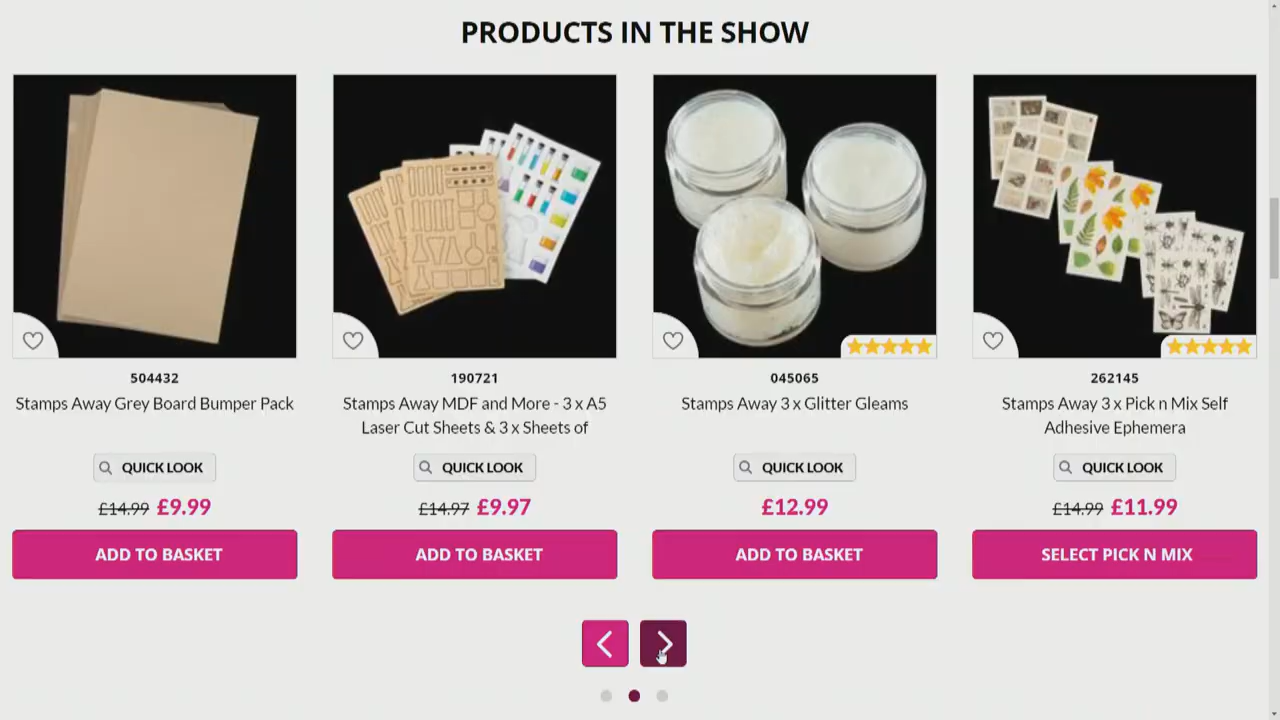 PRODUCTS IN THE SHOW
504432
Stamps Away Grey Board Bumper Pack
QUICK LOOK
£14.99 £9.99
ADD TO BASKET
190721
Stamps Away MDF and More - 3 x A5
Laser Cut Sheets & 3 x Sheets of
QUICK LOOK
£14.97 £9.97
ADD TO BASKET
045065
Stamps Away 3 x Glitter Gleams
QUICK LOOK
£12.99
ADD TO BASKET
262145
Stamps Away 3 x Pick n Mix Self
Adhesive Ephemera
QUICK LOOK
£14.99 £11.99
SELECT PICK N MIX